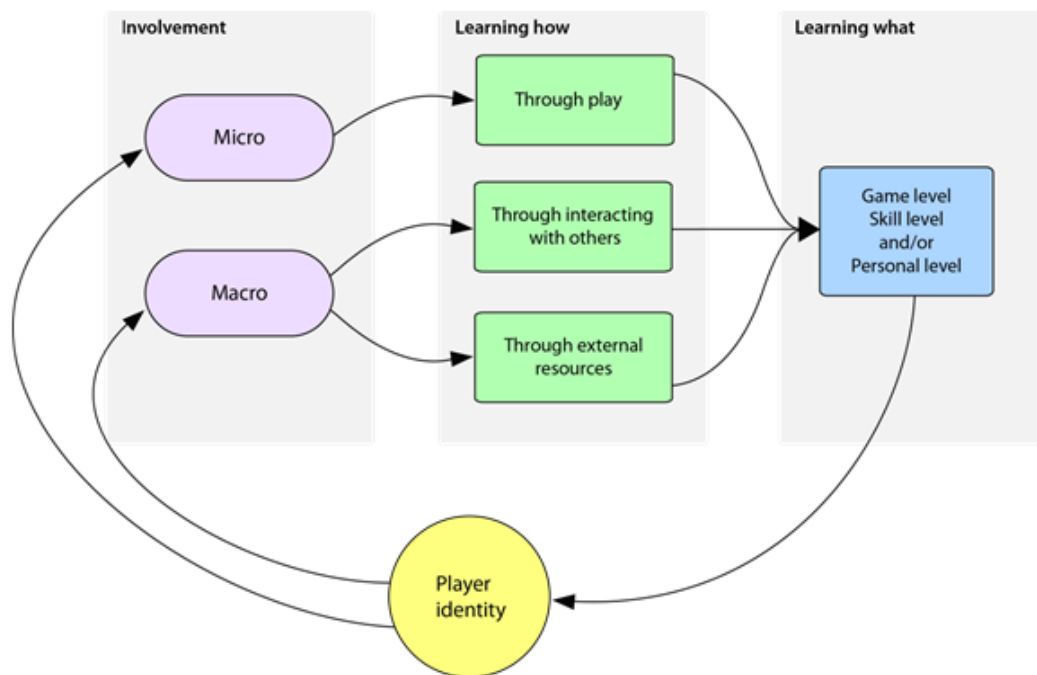 Involvement
Learning how
Learning what
Micro
Macro
Through play
Through interacting
with others
Through external
resources
Game level
Skill level
and/or
Personal level
Player
identity